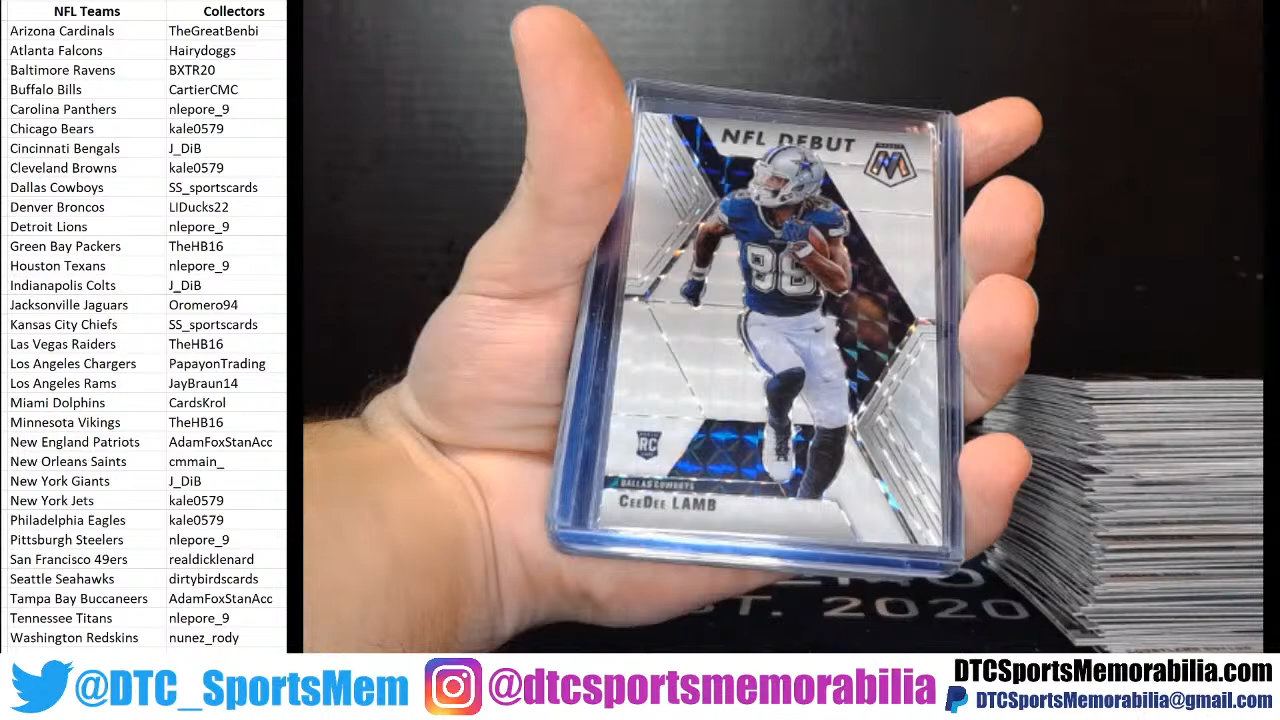 NFL Teams Collectors
Arizona Cardinals TheGreatBenbi
Atlanta Falcons Hairydoggs
Baltimore Ravens BXTR20
Buffalo Bills CartierCMC
Carolina Panthers nlepore_9
Chicago Bears kale0579
Cincinnati Bengals J_DiB
Cleveland Browns kale0579
Dallas Cowboys SS_sportscards
Denver Broncos LIDucks22
Detroit Lions nlepore_9
Green Bay Packers TheHB16
Houston Texans nlepore_9
Indianapolis Colts J_DiB
Jacksonville Jaguars Oromero94
Kansas City Chiefs SS_sportscards
Las Vegas Raiders TheHB16
Los Angeles Chargers PapayonTrading
Los Angeles Rams JayBraun14
Miami Dolphins CardsKrol
Minnesota Vikings TheHB16
New England Patriots AdamFoxStanAcc
New Orleans Saints cmmain_
New York Giants J_DiB
New York Jets kale0579
Philadelphia Eagles kale0579
Pittsburgh Steelers nlepore_9
San Francisco 49ers realdicklenard
Seattle Seahawks dirtybirdscards
Tampa Bay Buccaneers AdamFoxStanAcc
Tennessee Titans nlepore_9
Washington Redskins nunez_rody
NFL DEBUT
M
88
RC
DALLAS COWBOYS
CEEDEE LAMB
ST. 2020
@DTC_SportsMem
@dtcsportsmemorabilia
DTCSportsMemorabilia.com
DTCSportsMemorabilia@gmail.com